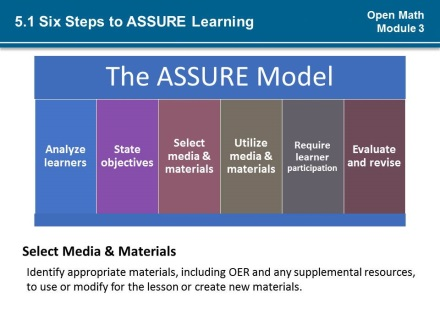 5.1 Six Steps to ASSURE Learning
Open Math
Module 3
The ASSURE Model
Analyze
learners
State
objectives
Select
media &
materials
Utilize
media &
materials
Require
learner
participation
Evaluate
and revise
Select Media & Materials
Identify appropriate materials, including OER and any supplemental resources,
to use or modify for the lesson or create new materials.